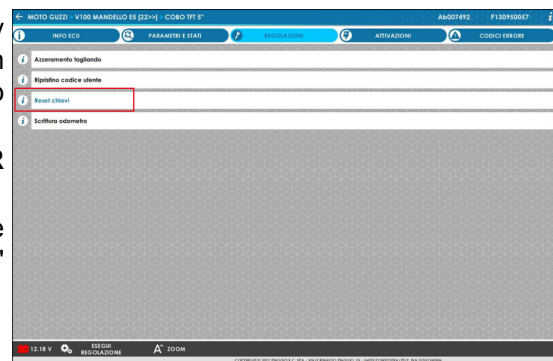 MOTO GUZZI > V100 MANDELLO E5 [22>>] > COBO TFT 5" Ab007492 P130950057
INFO ECU PARAMETRI E STATI REGOLAZIONI ATTIVAZIONI CODICI ERRORE
Azzeramento tagliando
Ripristino codice utente
Reset chiavi
Scrittura odometro
12.18 V ESEGUI REGOLAZIONE ZOOM